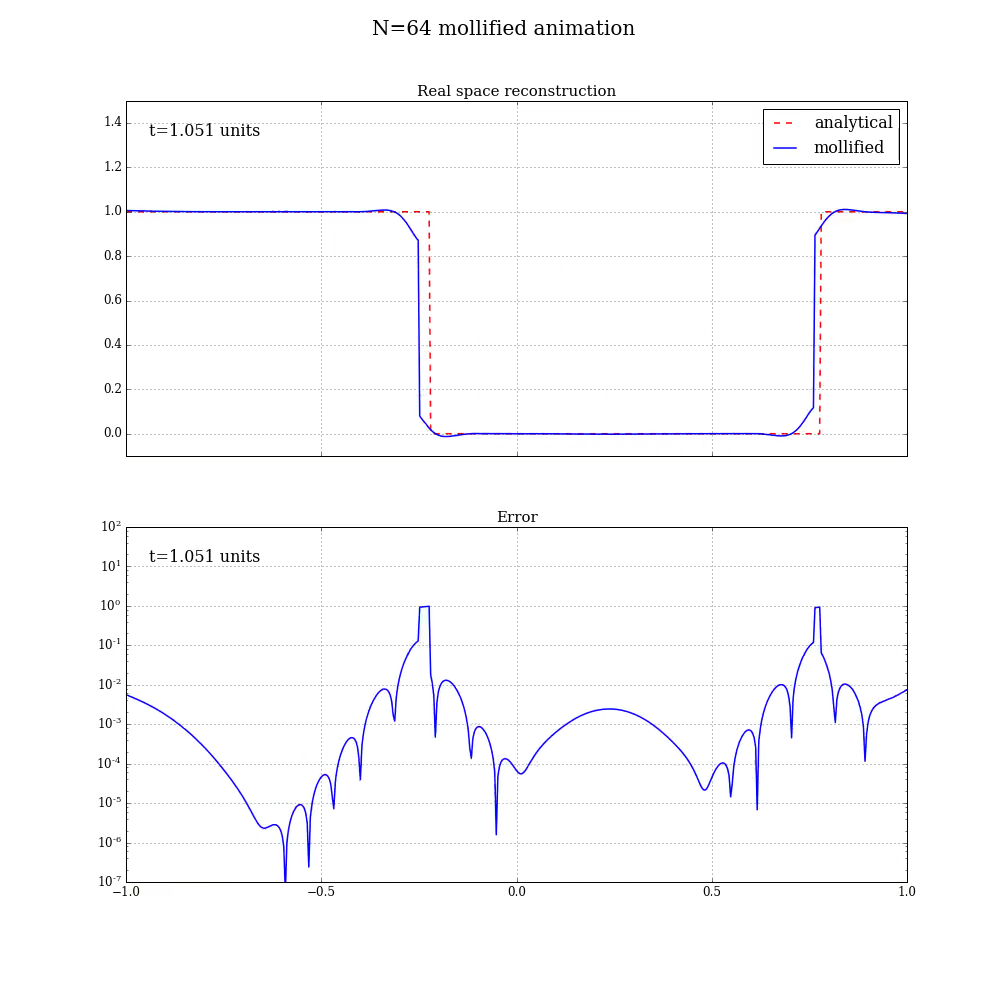 N=64 mollified animation
Real space reconstruction
t=1.051 units
analytical
mollified
1.4
1.2
1.0
0.8
0.6
0.4
0.2
0.0
Error
t=1.051 units
10²
10¹
10⁰
10⁻¹
10⁻²
10⁻³
10⁻⁴
10⁻⁵
10⁻⁶
10⁻⁷
−1.0 −0.5 0.0 0.5 1.0